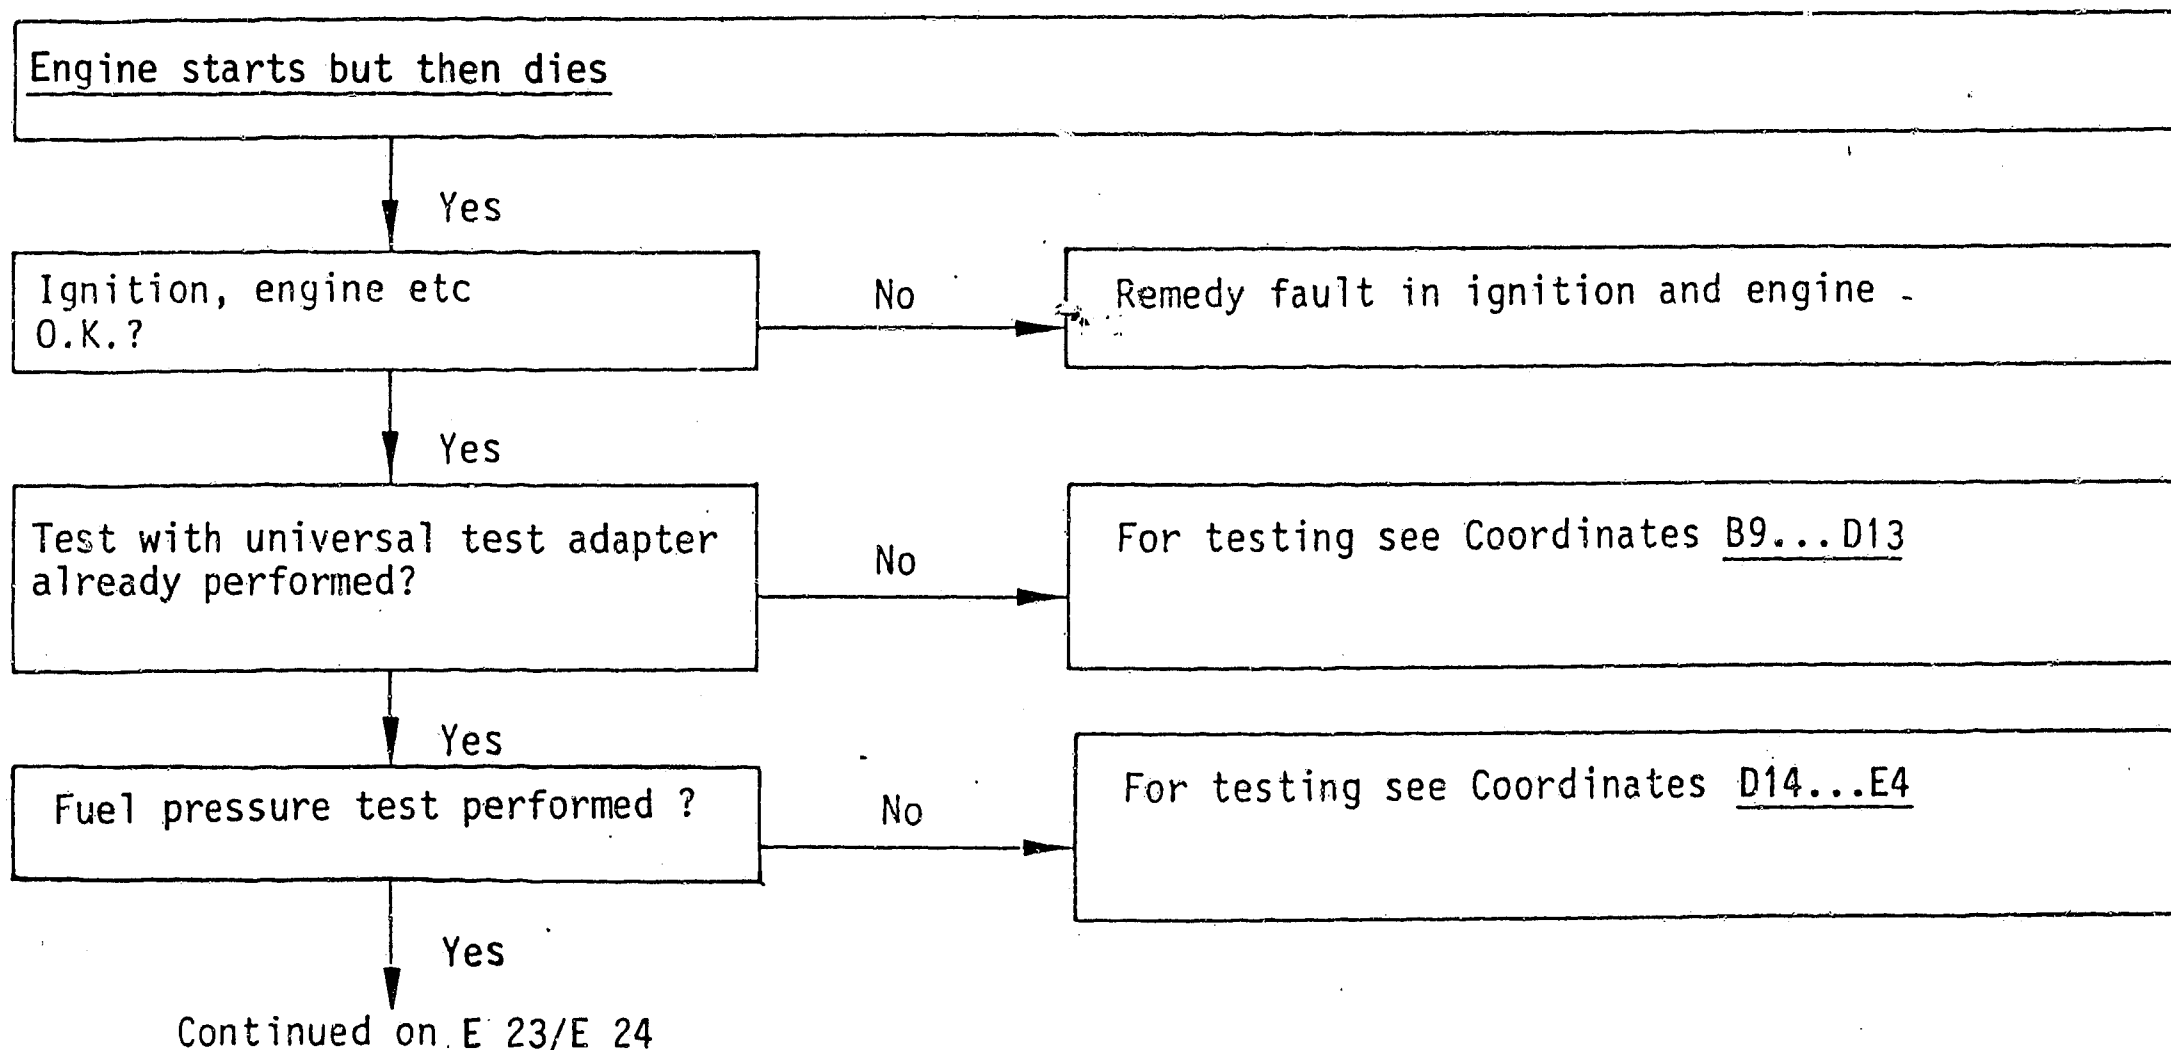 Engine starts but then dies
Yes
Ignition, engine etc
O.K.?
No
Remedy fault in ignition and engine
Yes
Test with universal test adapter
already performed?
No
For testing see Coordinates B9...D13
Yes
Fuel pressure test performed ?
No
For testing see Coordinates D14...E4
Yes
Continued on E 23/E 24